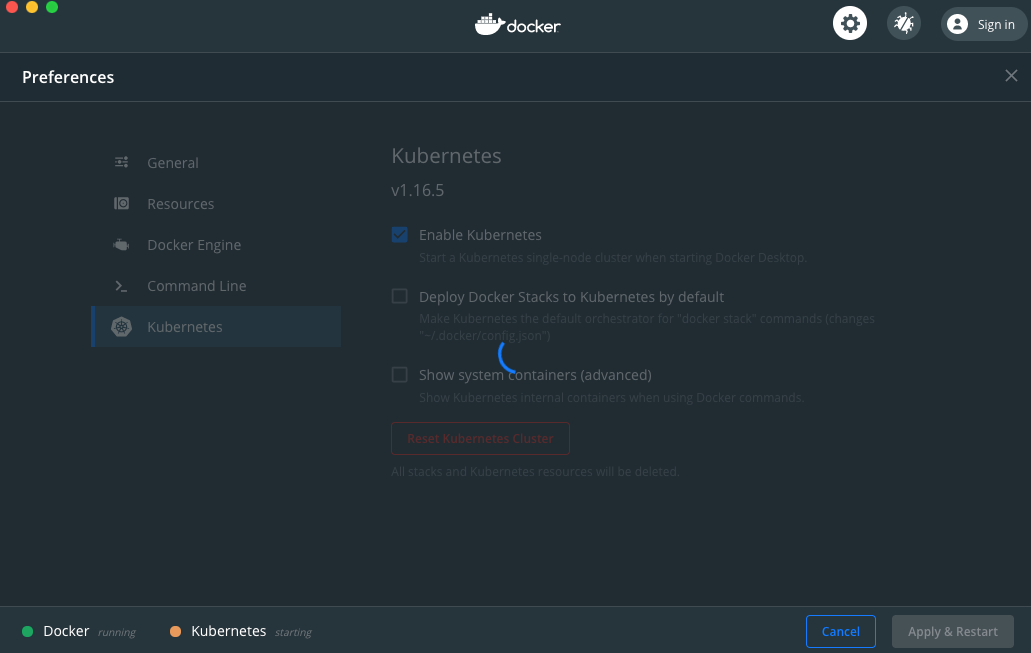 docker
Sign in
Preferences
General
Resources
Docker Engine
Command Line
Kubernetes
Kubernetes
v1.16.5
Enable Kubernetes
Start a Kubernetes single-node cluster when starting Docker Desktop.
Deploy Docker Stacks to Kubernetes by default
Make Kubernetes the default orchestrator for "docker stack" commands (changes
"~/.docker/config.json")
Show system containers (advanced)
Show Kubernetes internal containers when using Docker commands.
Reset Kubernetes Cluster
All stacks and Kubernetes resources will be deleted.
Docker running
Kubernetes starting
Cancel
Apply & Restart